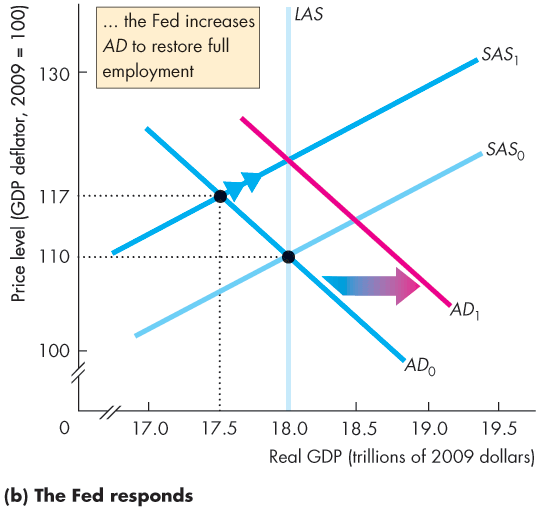 ... the Fed increases
AD to restore full
employment
LAS
Price level (GDP deflator, 2009 = 100)
130
117
110
100
0
SAS1
SAS0
AD1
AD0
17.0 17.5 18.0 18.5 19.0 19.5
Real GDP (trillions of 2009 dollars)
(b) The Fed responds